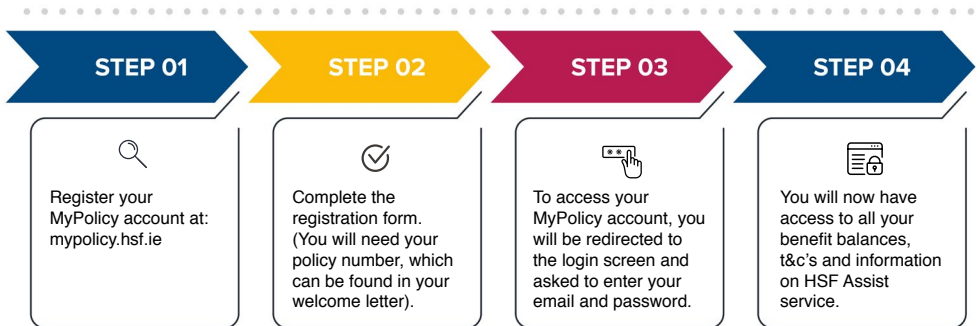 STEP 01
Register your
MyPolicy account at:
mypolicy.hsf.ie
STEP 02
Complete the
registration form.
(You will need your
policy number, which
can be found in your
welcome letter).
STEP 03
To access your
MyPolicy account, you
will be redirected to
the login screen and
asked to enter your
email and password.
STEP 04
You will now have
access to all your
benefit balances,
t&c's and information
on HSF Assist
service.